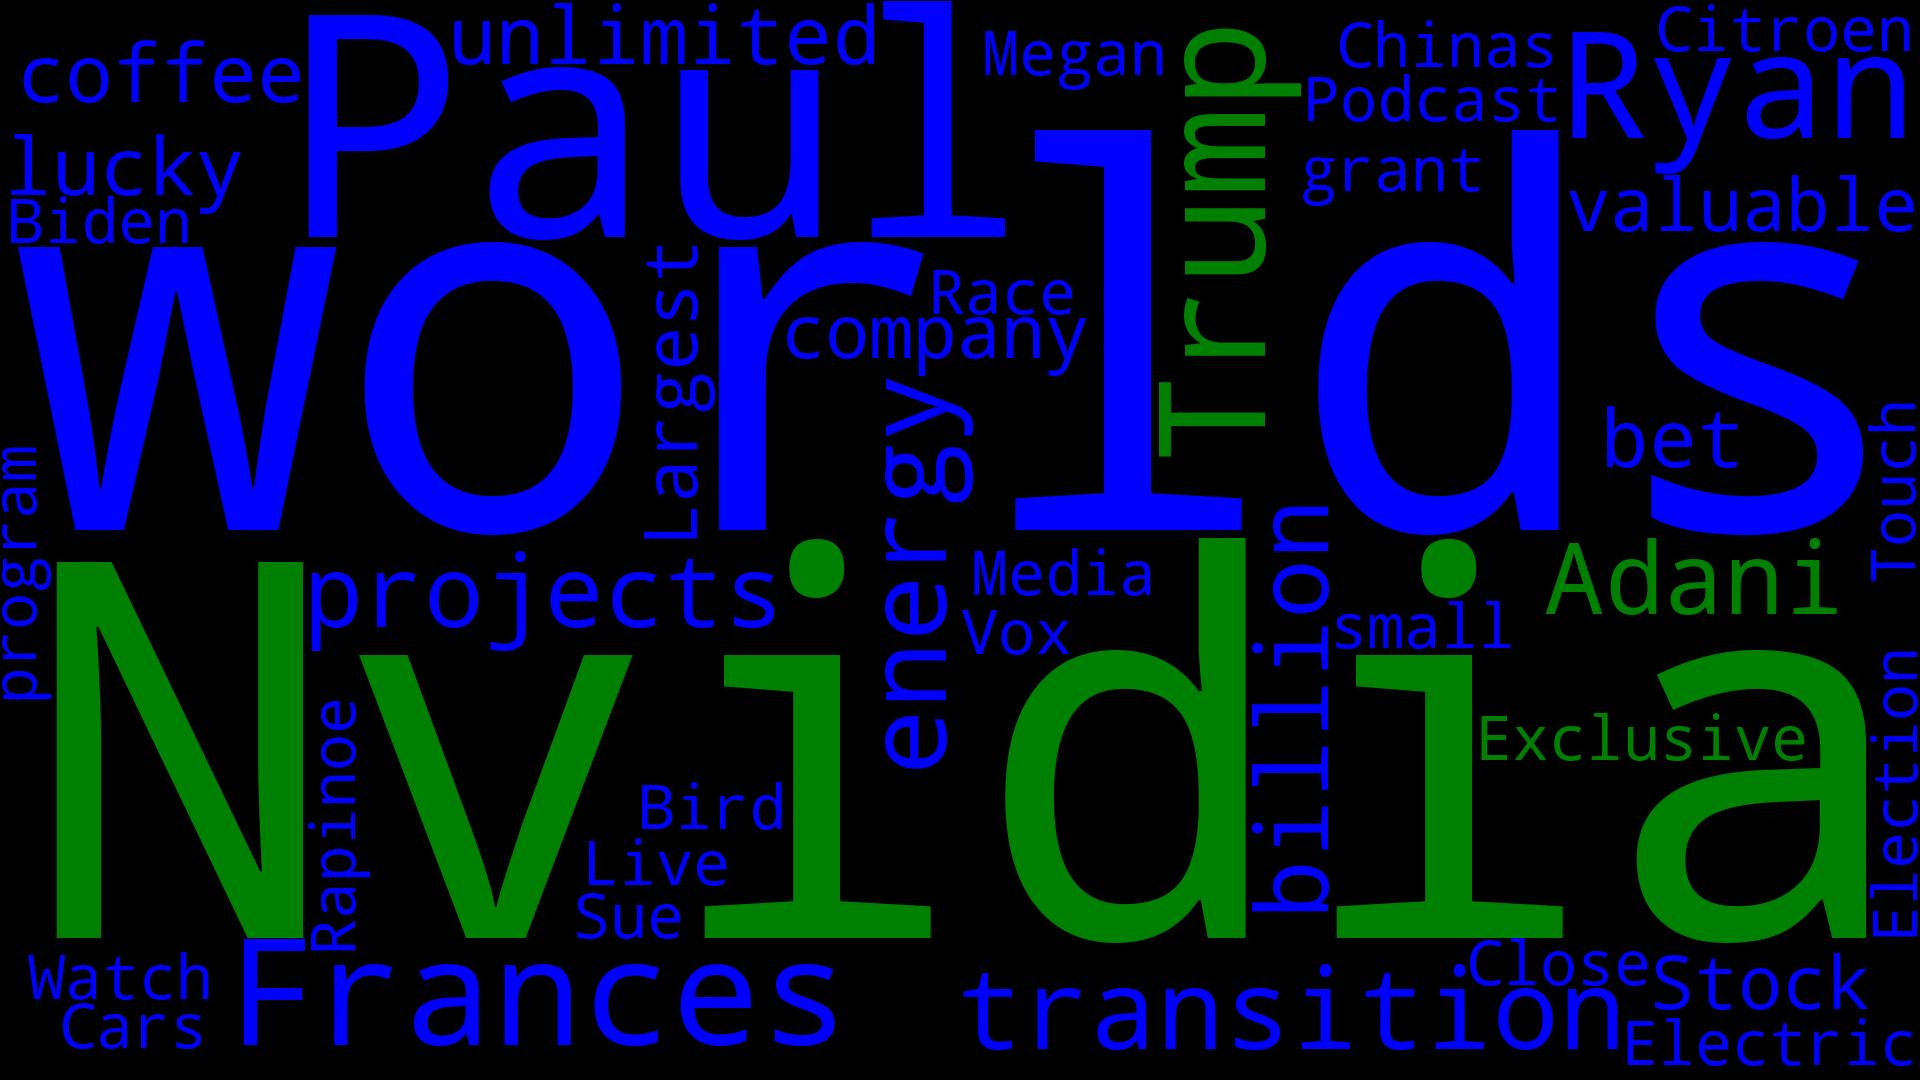 coffee
Paul
unlimited
Megan
Trump
Chinas
Citroen
Ryan
Podcast
lucky
grant
valuable
Biden
worlds
Largest
Race
company
energy
bet
Touch
program
Nvidia
projects
Media
Vox
billion
small
Adani
Exclusive
Election
Rapinoe
Bird
Live
Sue
Watch
Cars
Frances
transition
Close
Stock
Electric